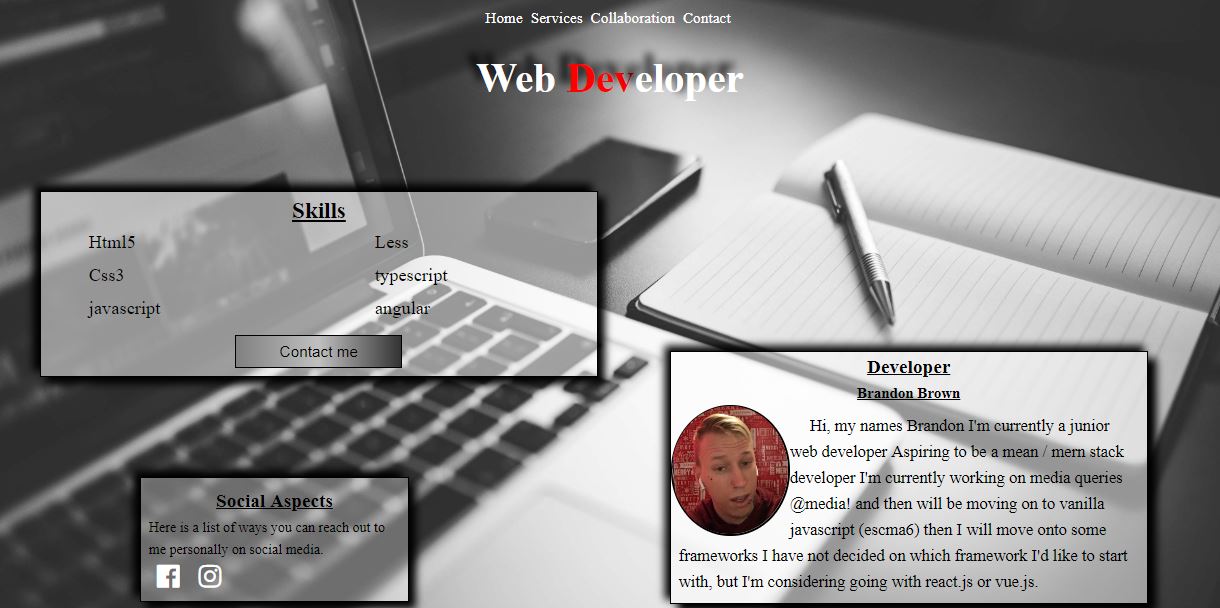 Home Services Collaboration Contact
Web Developer
Skills
Html5 Less
Css3 typescript
javascript angular
Contact me
Developer
Brandon Brown
Hi, my names Brandon I'm currently a junior
web developer Aspiring to be a mean / mern stack
developer I'm currently working on media queries
@media! and then will be moving on to vanilla
javascript (escma6) then I will move onto some
frameworks I have not decided on which framework I'd like to start
with, but I'm considering going with react.js or vue.js.
Social Aspects
Here is a list of ways you can reach out to
me personally on social media.